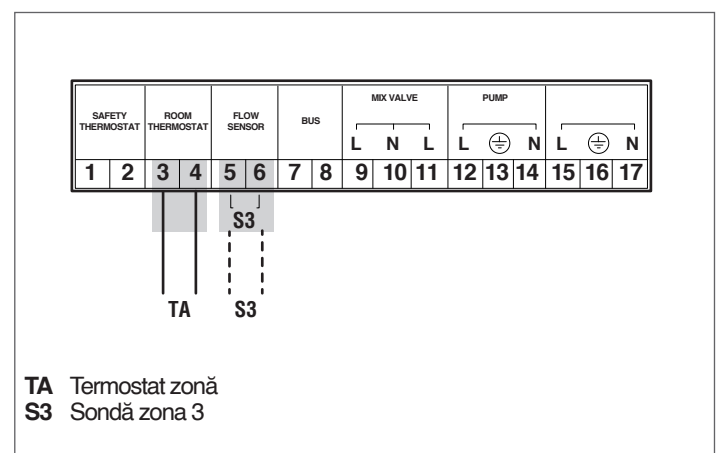 SAFETY THERMOSTAT ROOM THERMOSTAT FLOW SENSOR BUS MIX VALVE PUMP
L N L L N L N
1 2 3 4 5 6 7 8 9 10 11 12 13 14 15 16 17
S3
TA S3
TA Termostat zonă
S3 Sondă zona 3